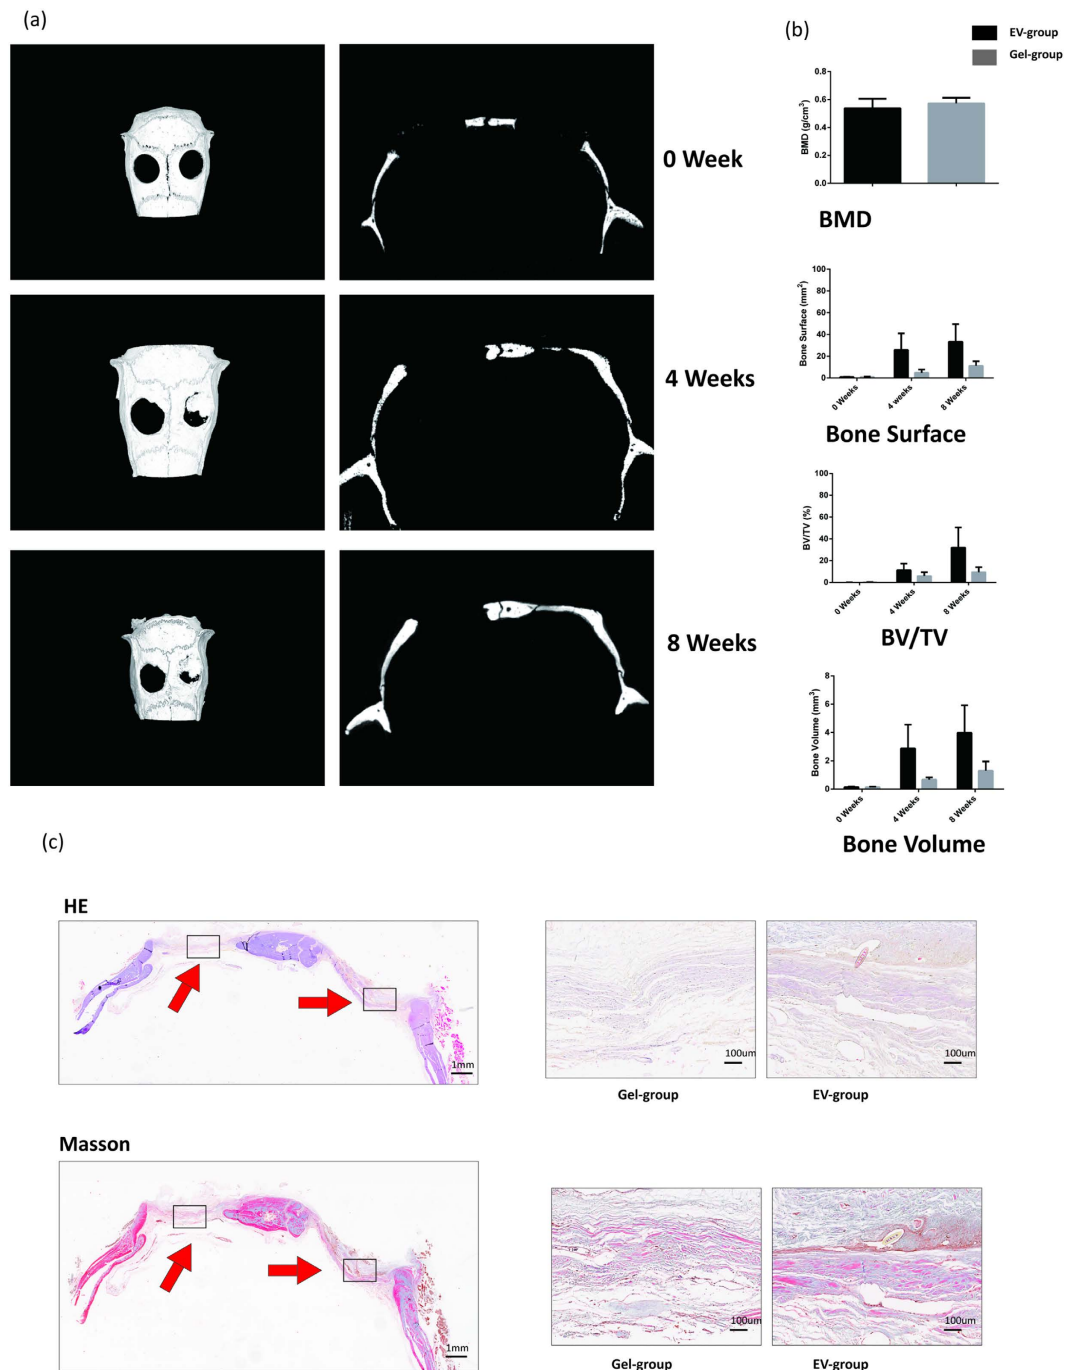 (a)
0 Week
4 Weeks
8 Weeks
(b)
EV-group
Gel-group
BMD (g/cm³)
0.8
0.6
0.4
0.2
0.0
BMD
Bone Surface (mm²)
100
80
60
40
20
0
0 Weeks
4 weeks
8 Weeks
Bone Surface
BV/TV (%)
100
80
60
40
20
0
0 Weeks
4 Weeks
8 Weeks
BV/TV
Bone Volume (mm³)
8
6
4
2
0
0 Weeks
4 Weeks
8 Weeks
Bone Volume
(c)
HE
1mm
100um
100um
Gel-group
EV-group
Masson
1mm
100um
100um
Gel-group
EV-group